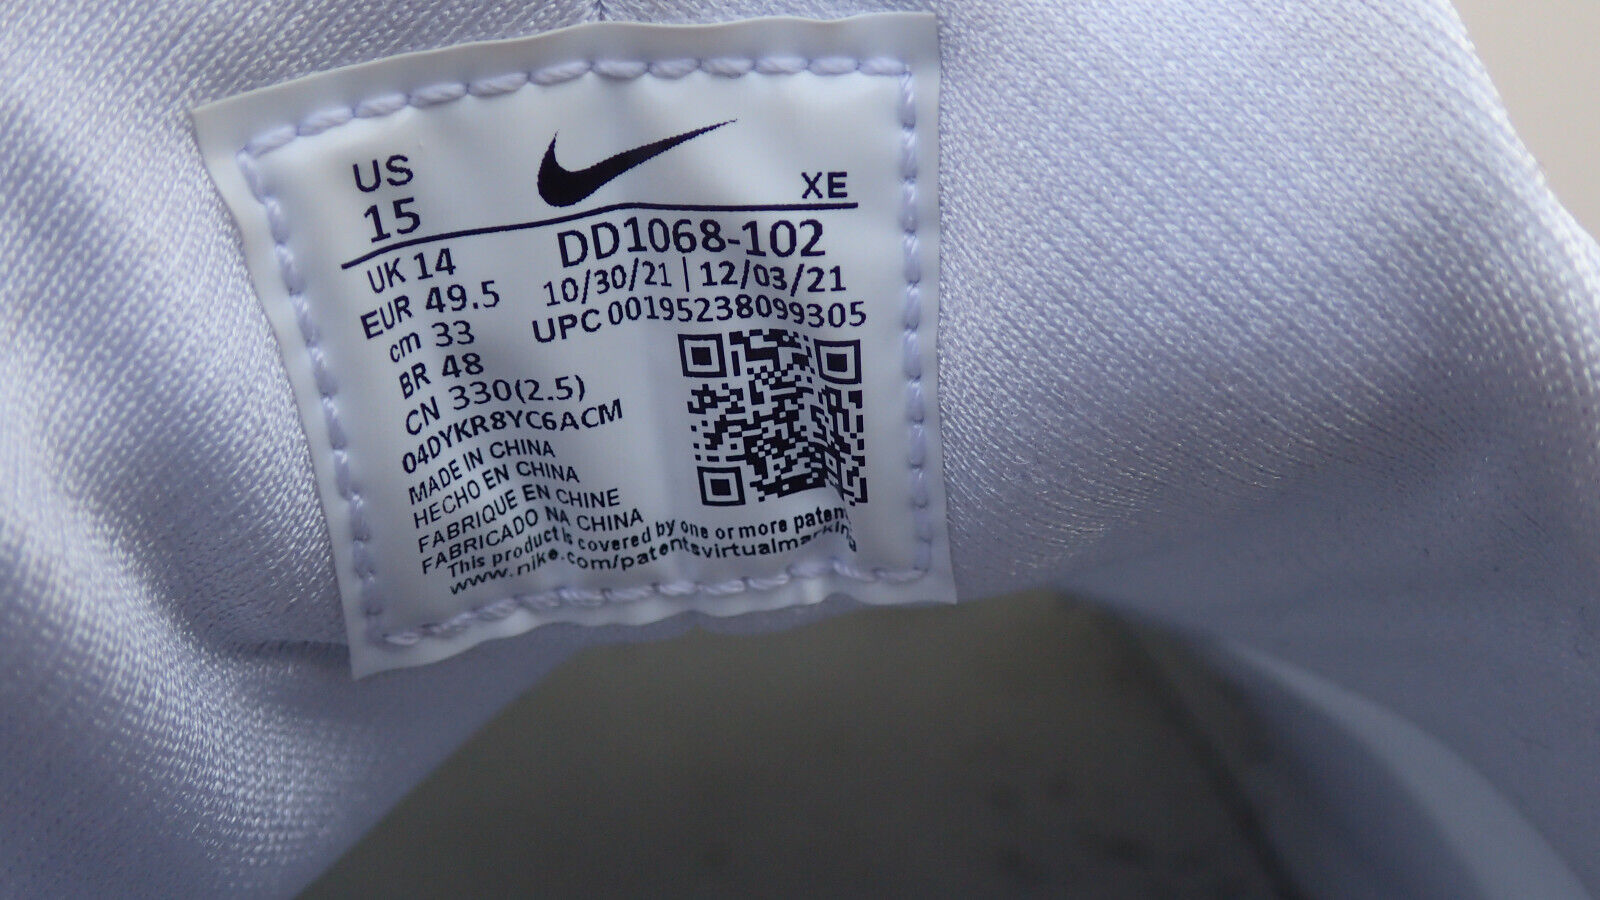 US
15
XE
UK 14
EUR 49.5
cm 33
BR 48
CN 330(2.5)
DD1068-102
10/30/21 | 12/03/21
UPC 00195238099305
04DYKR8YC6ACM
MADE IN CHINA
HECHO EN CHINA
FABRIQUE EN CHINE
FABRICADO NA CHINA
This product is covered by one or more paten
www.nike.com/patentsvirtualmarking